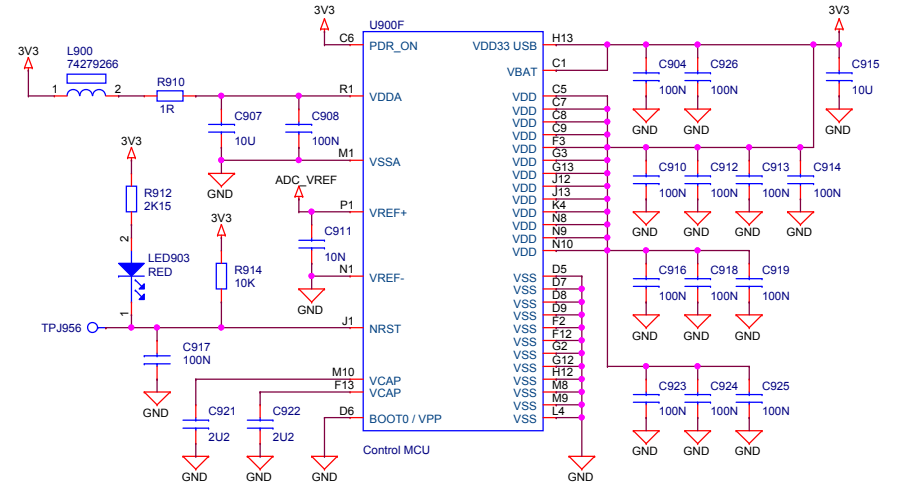 3V3
U900F
3V3
C6 PDR_ON VDD33 USB H13
3V3
L900
74279266
VBAT C1
C904
100N
C926
100N
C915
10U
1 2
R910
1R
R1 VDDA
VDD C5
VDD C7
VDD C8
VDD C9
VDD F3
VDD G3
VDD G13
VDD J12
VDD J13
VDD K4
VDD N8
VDD N9
VDD N10
GND
GND
GND
C907
10U
C908
100N
3V3
M1 VSSA
GND
ADC_VREF
C910
100N
C912
100N
C913
100N
C914
100N
GND
GND
GND
GND
R912
2K15
3V3
P1 VREF+
C911
10N
2
LED903
RED
1
R914
10K
N1 VREF-
GND
VSS D5
VSS D7
VSS D8
VSS D9
VSS F2
VSS F12
VSS G2
VSS G12
VSS H12
VSS M8
VSS M9
VSS L4
C916
100N
C918
100N
C919
100N
GND
GND
GND
TPJ956
J1 NRST
C917
100N
GND
M10 VCAP
F13 VCAP
C921
2U2
C922
2U2
D6 BOOT0 / VPP
C923
100N
C924
100N
C925
100N
Control MCU
GND
GND
GND
GND
GND
GND
GND